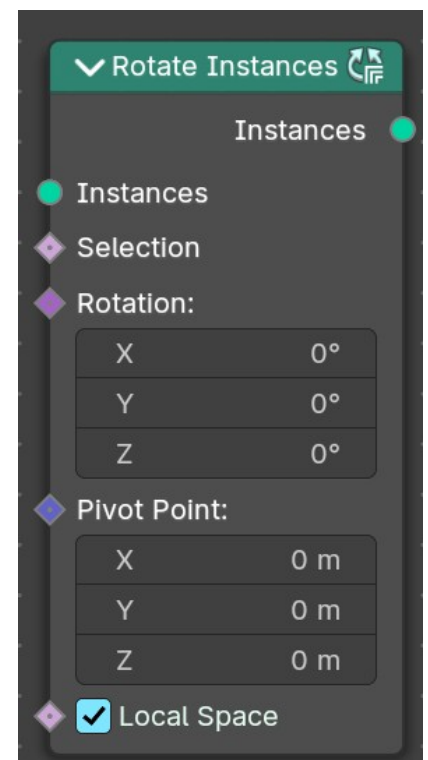 Rotate Instances
Instances
Instances
Selection
Rotation:
X 0°
Y 0°
Z 0°
Pivot Point:
X 0 m
Y 0 m
Z 0 m
Local Space